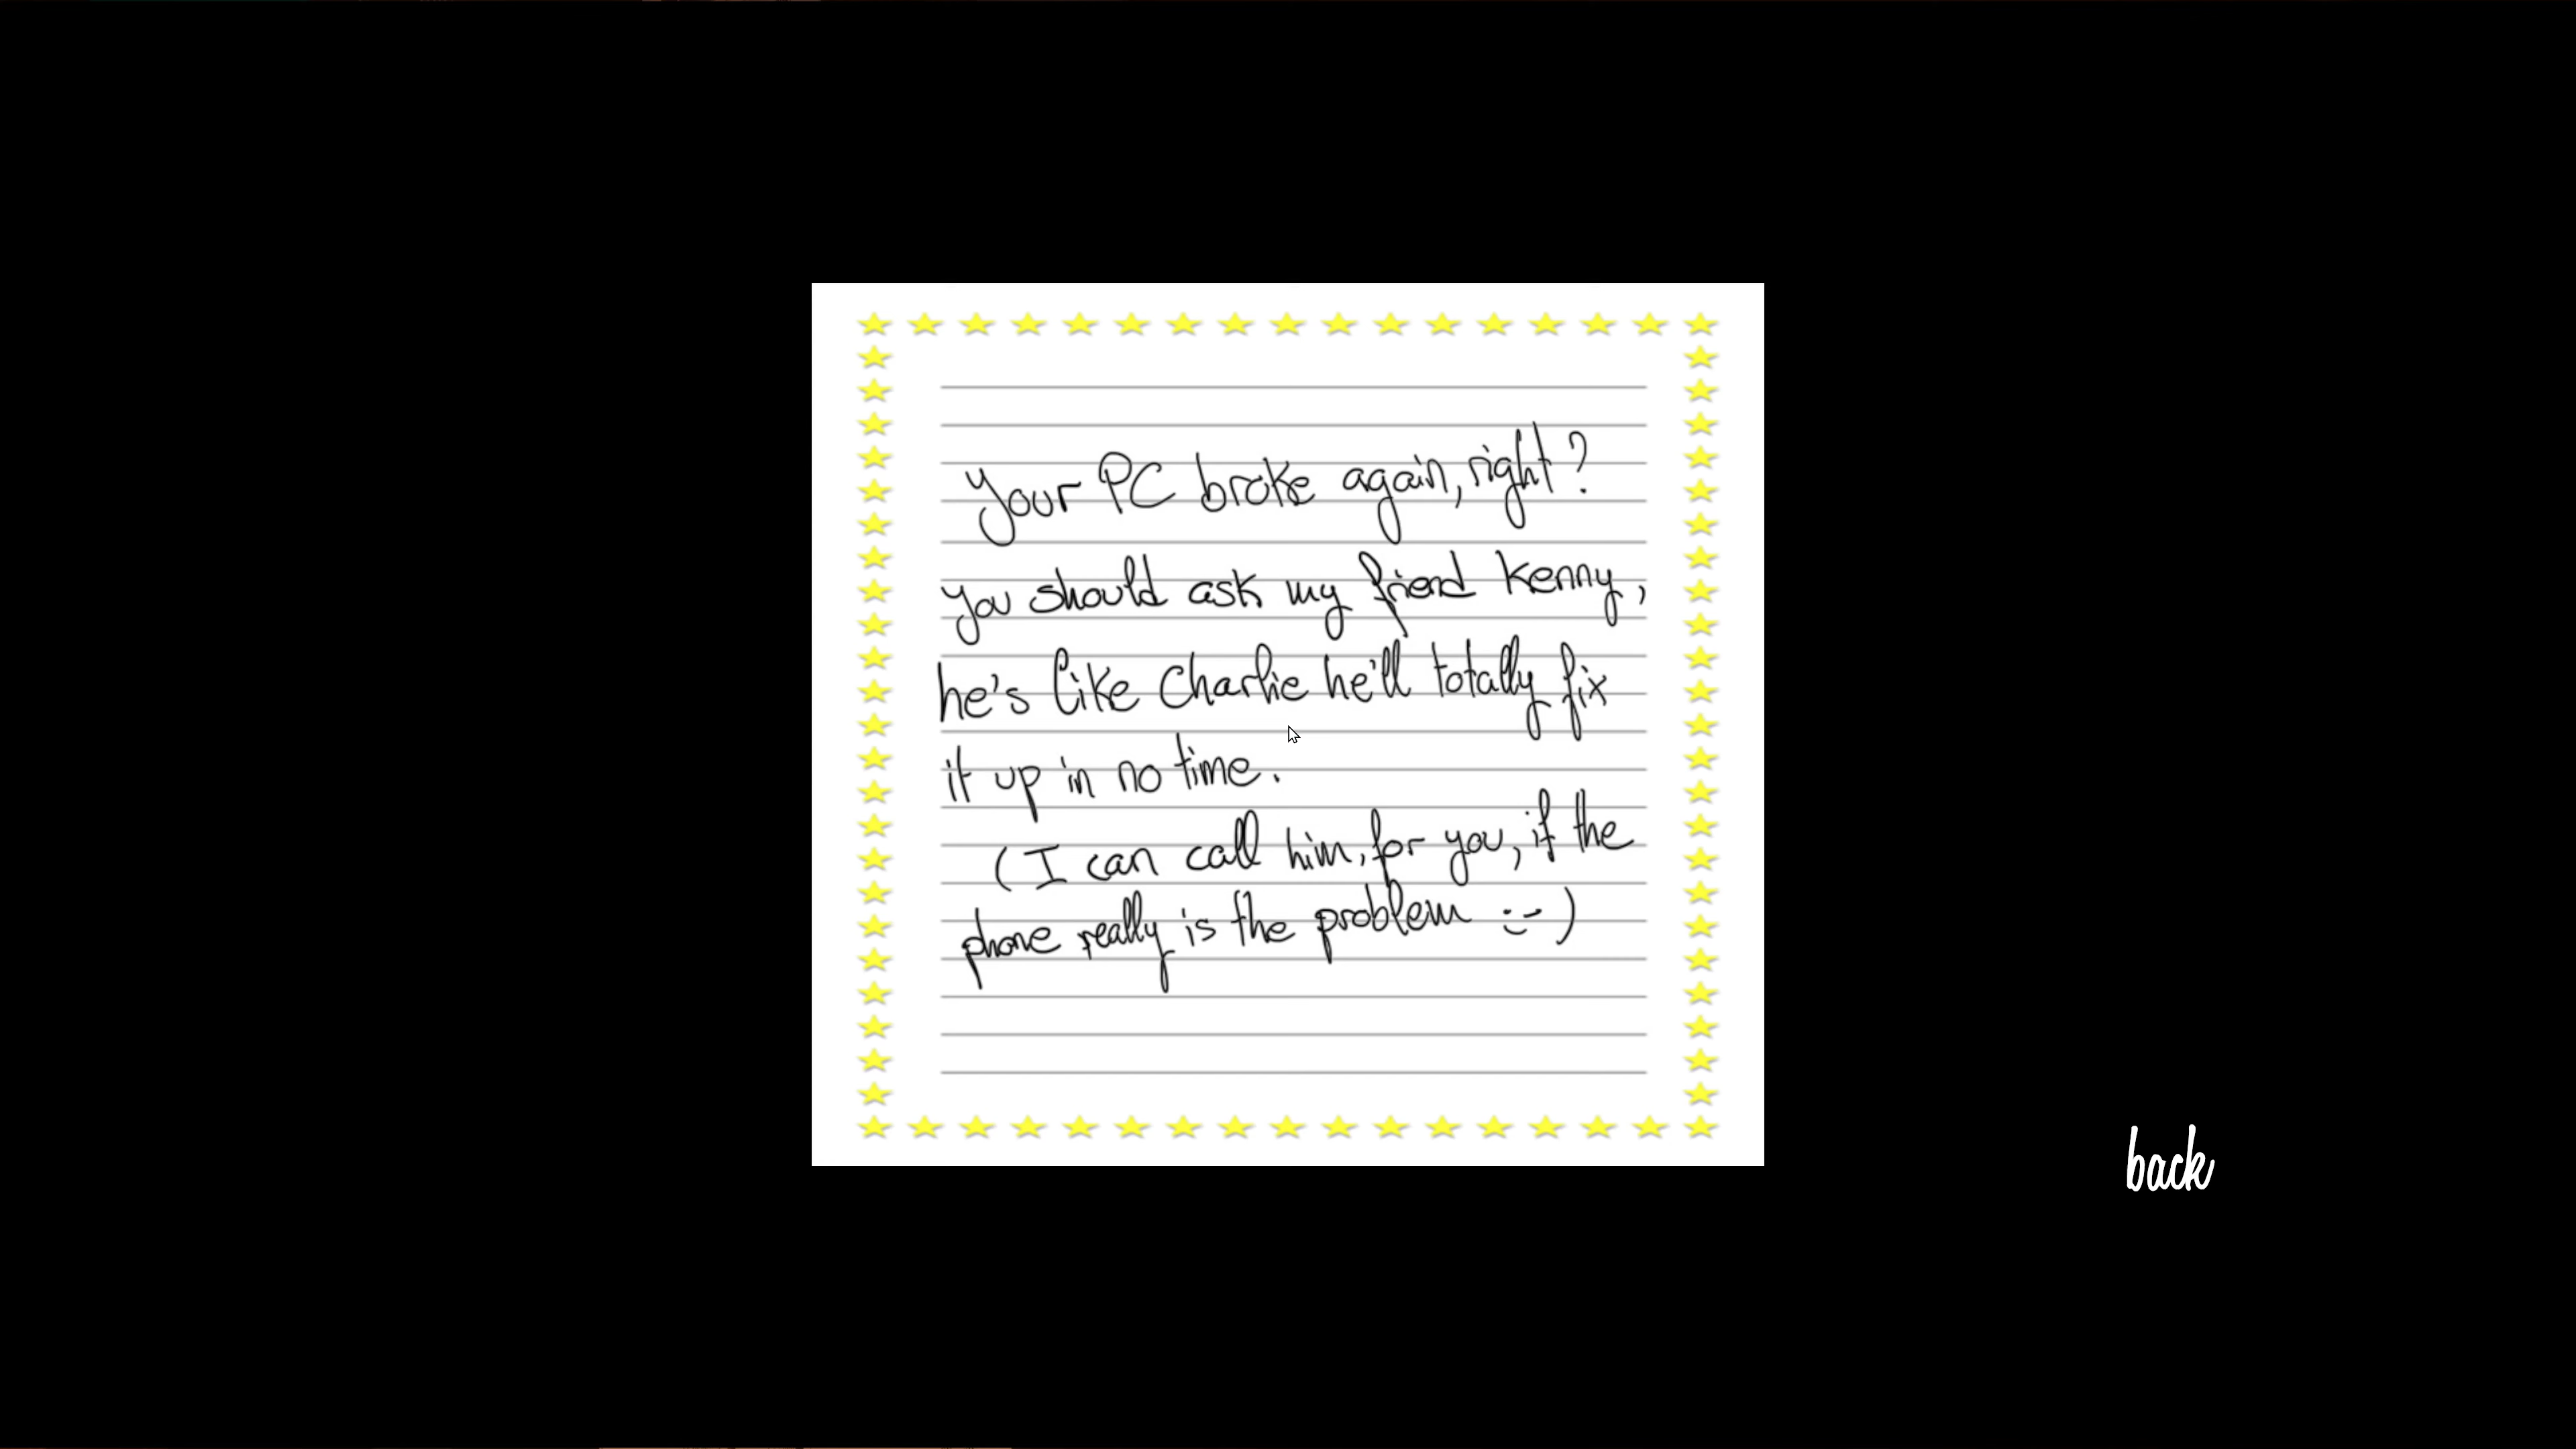 Your PC broke again, right?
you should ask my friend Kenny,
he's like Charlie he'll totally fix
it up in no time.
(I can call him, for you, if the
phone really is the problem :-)
back